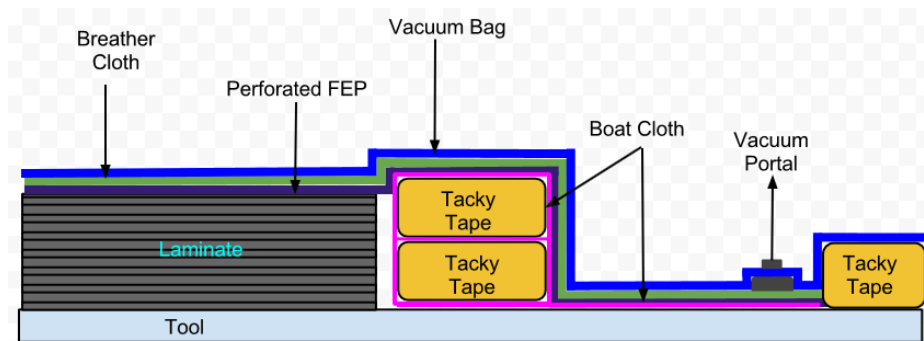 Breather
Cloth
Vacuum Bag
Perforated FEP
Boat Cloth
Vacuum
Portal
Tacky
Tape
Laminate
Tacky
Tape
Tacky
Tape
Tool